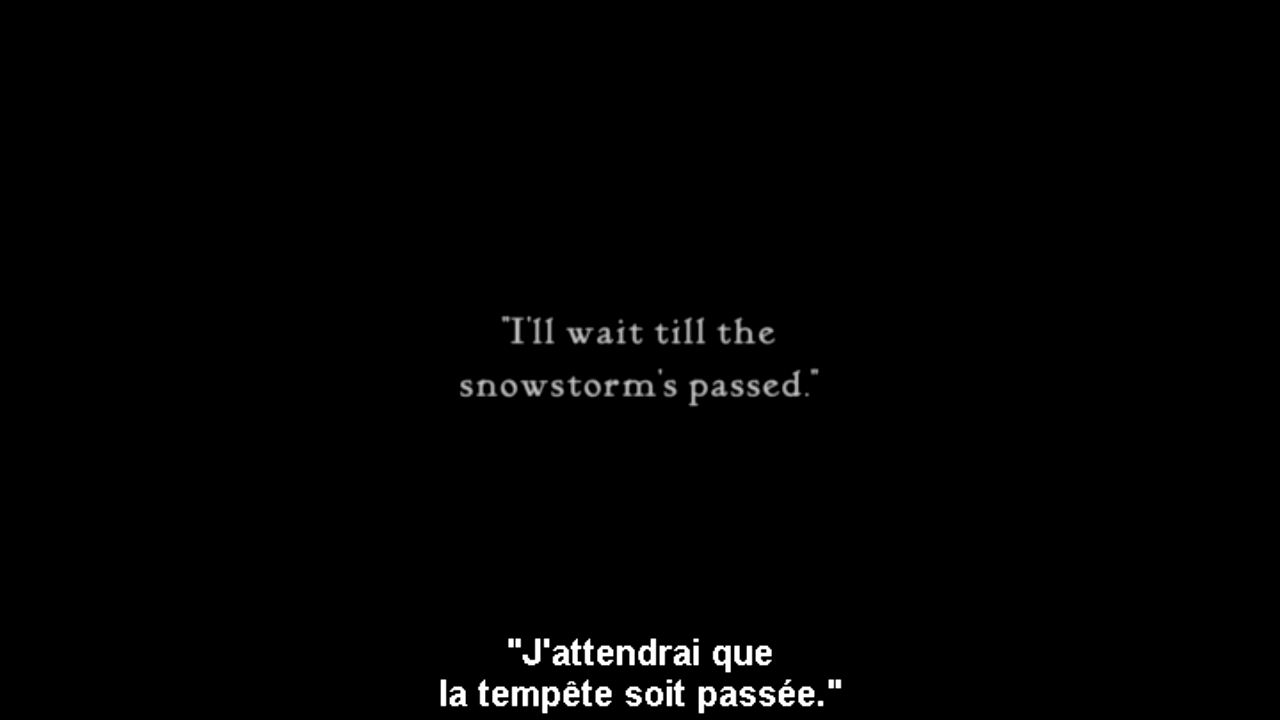 "I'll wait till the
snowstorm's passed."
"J'attendrai que
la tempête soit passée."